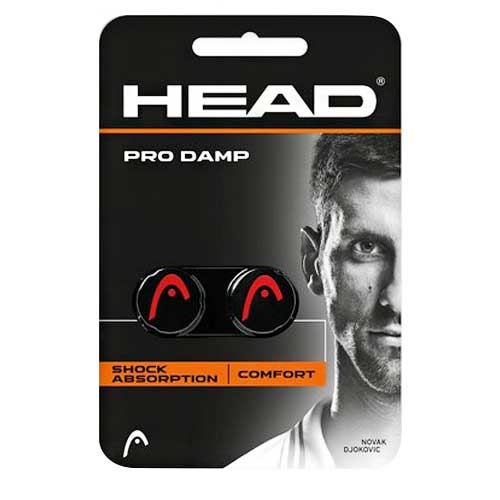 HEAD®
PRO DAMP
SHOCK
ABSORPTION | COMFORT
NOVAK
DJOKOVIC